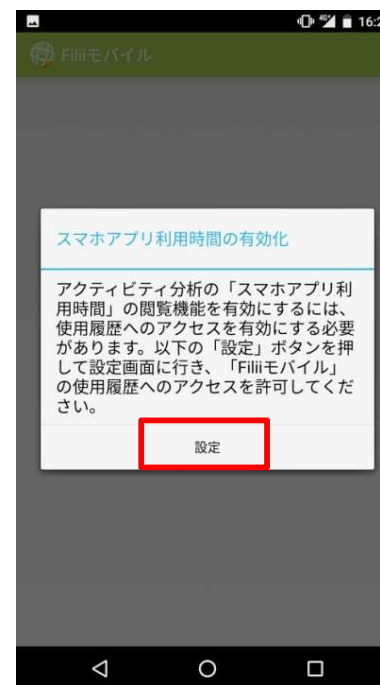 4G 16:2
Filiiモバイル
スマホアプリ利用時間の有効化
アクティビティ分析の「スマホアプリ利
用時間」の閲覧機能を有効にするには、
使用履歴へのアクセスを有効にする必要
があります。以下の「設定」ボタンを押
して設定画面に行き、「Filiiモバイル」
の使用履歴へのアクセスを許可してくだ
さい。
設定